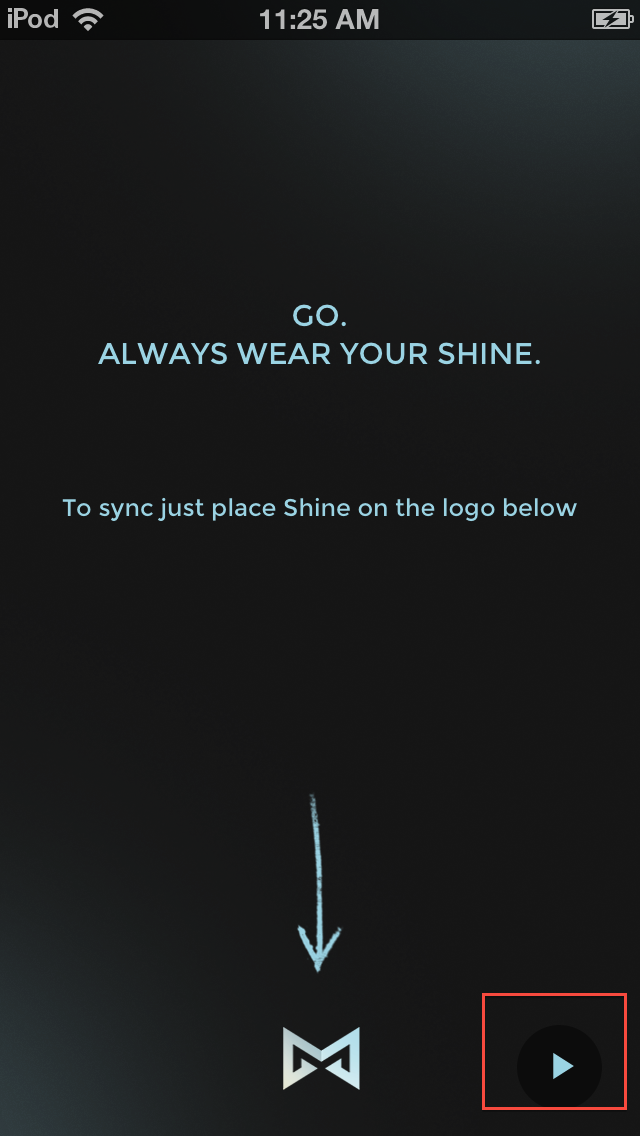 iPod
11:25 AM
GO.
ALWAYS WEAR YOUR SHINE.
To sync just place Shine on the logo below